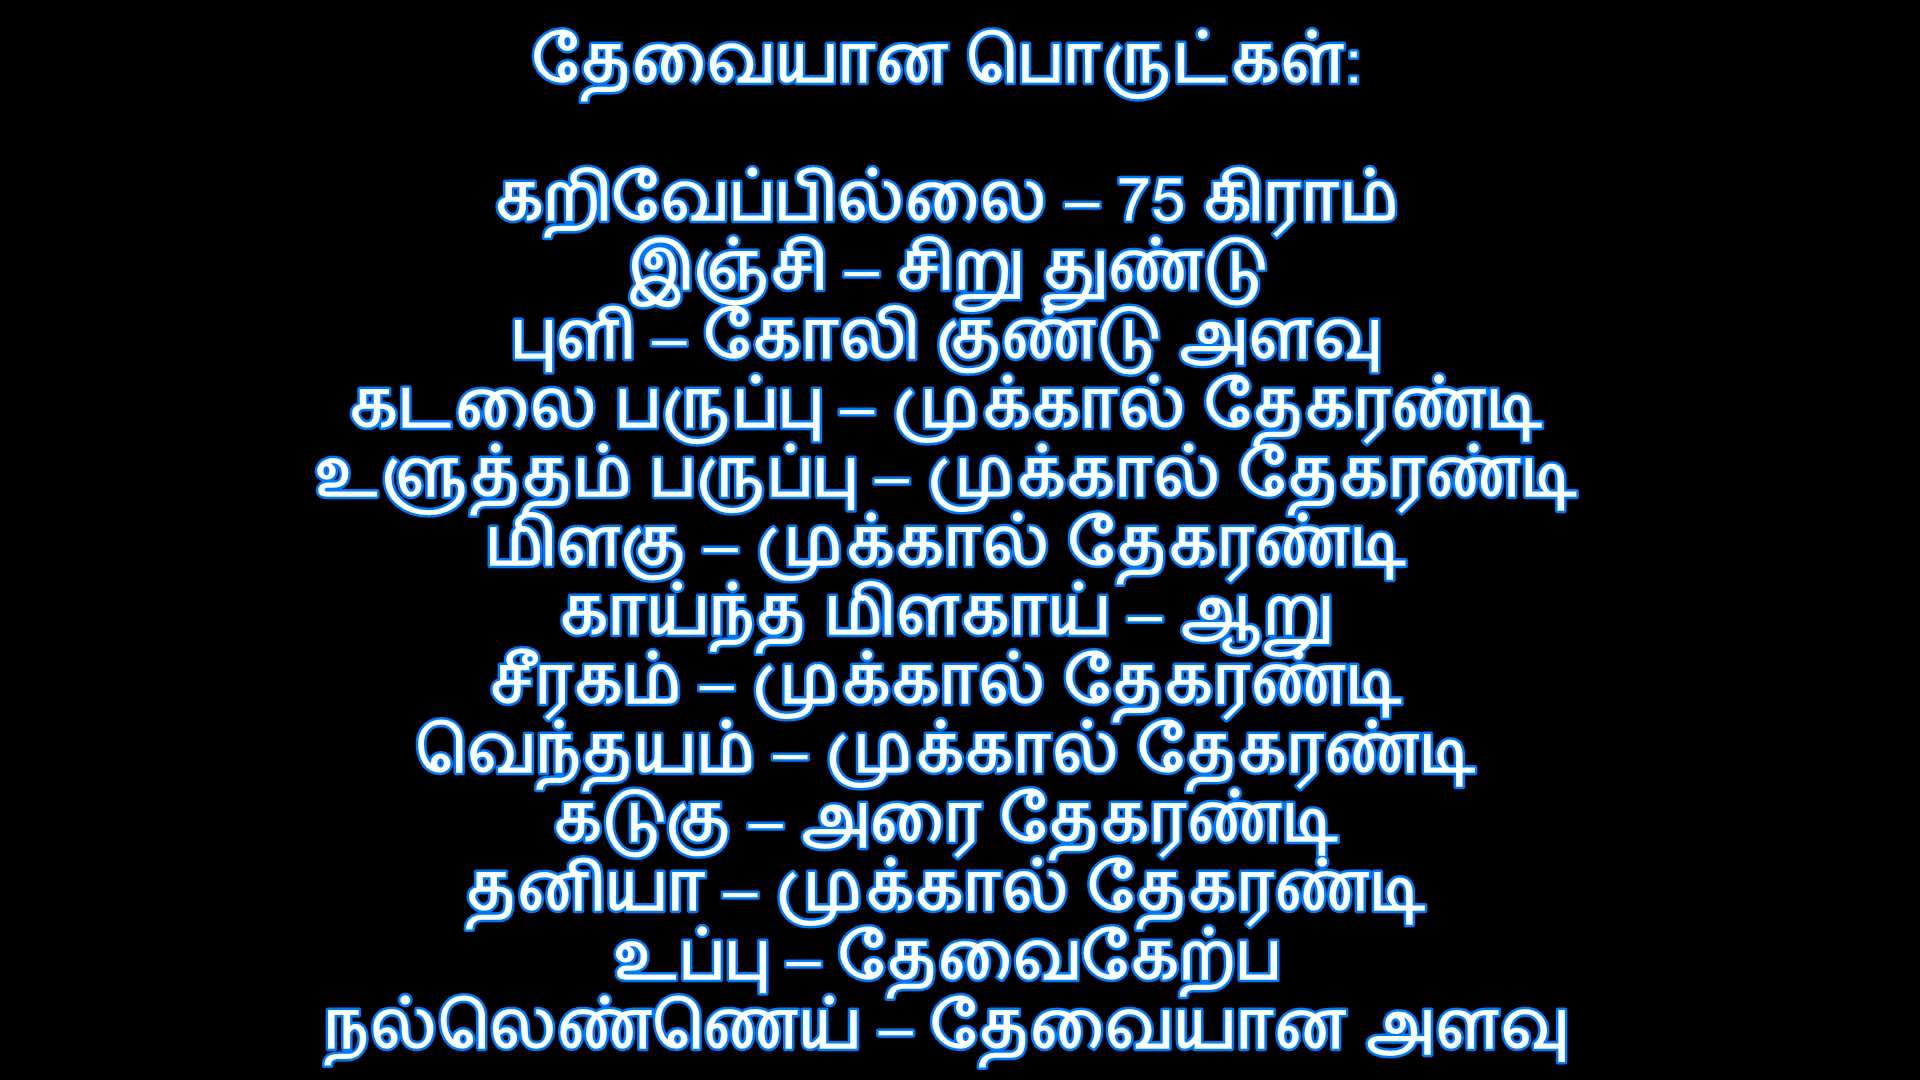 தேவையான பொருட்கள்:
கறிவேப்பில்லை – 75 கிராம்
இஞ்சி – சிறு துண்டு
புளி – கோலி குண்டு அளவு
கடலை பருப்பு – முக்கால் தேகரண்டி
உளுத்தம் பருப்பு – முக்கால் தேகரண்டி
மிளகு – முக்கால் தேகரண்டி
காய்ந்த மிளகாய் – ஆறு
சீரகம் – முக்கால் தேகரண்டி
வெந்தயம் – முக்கால் தேகரண்டி
கடுகு – அரை தேகரண்டி
தனியா – முக்கால் தேகரண்டி
உப்பு – தேவைகேற்ப
நல்லெண்ணெய் – தேவையான அளவு